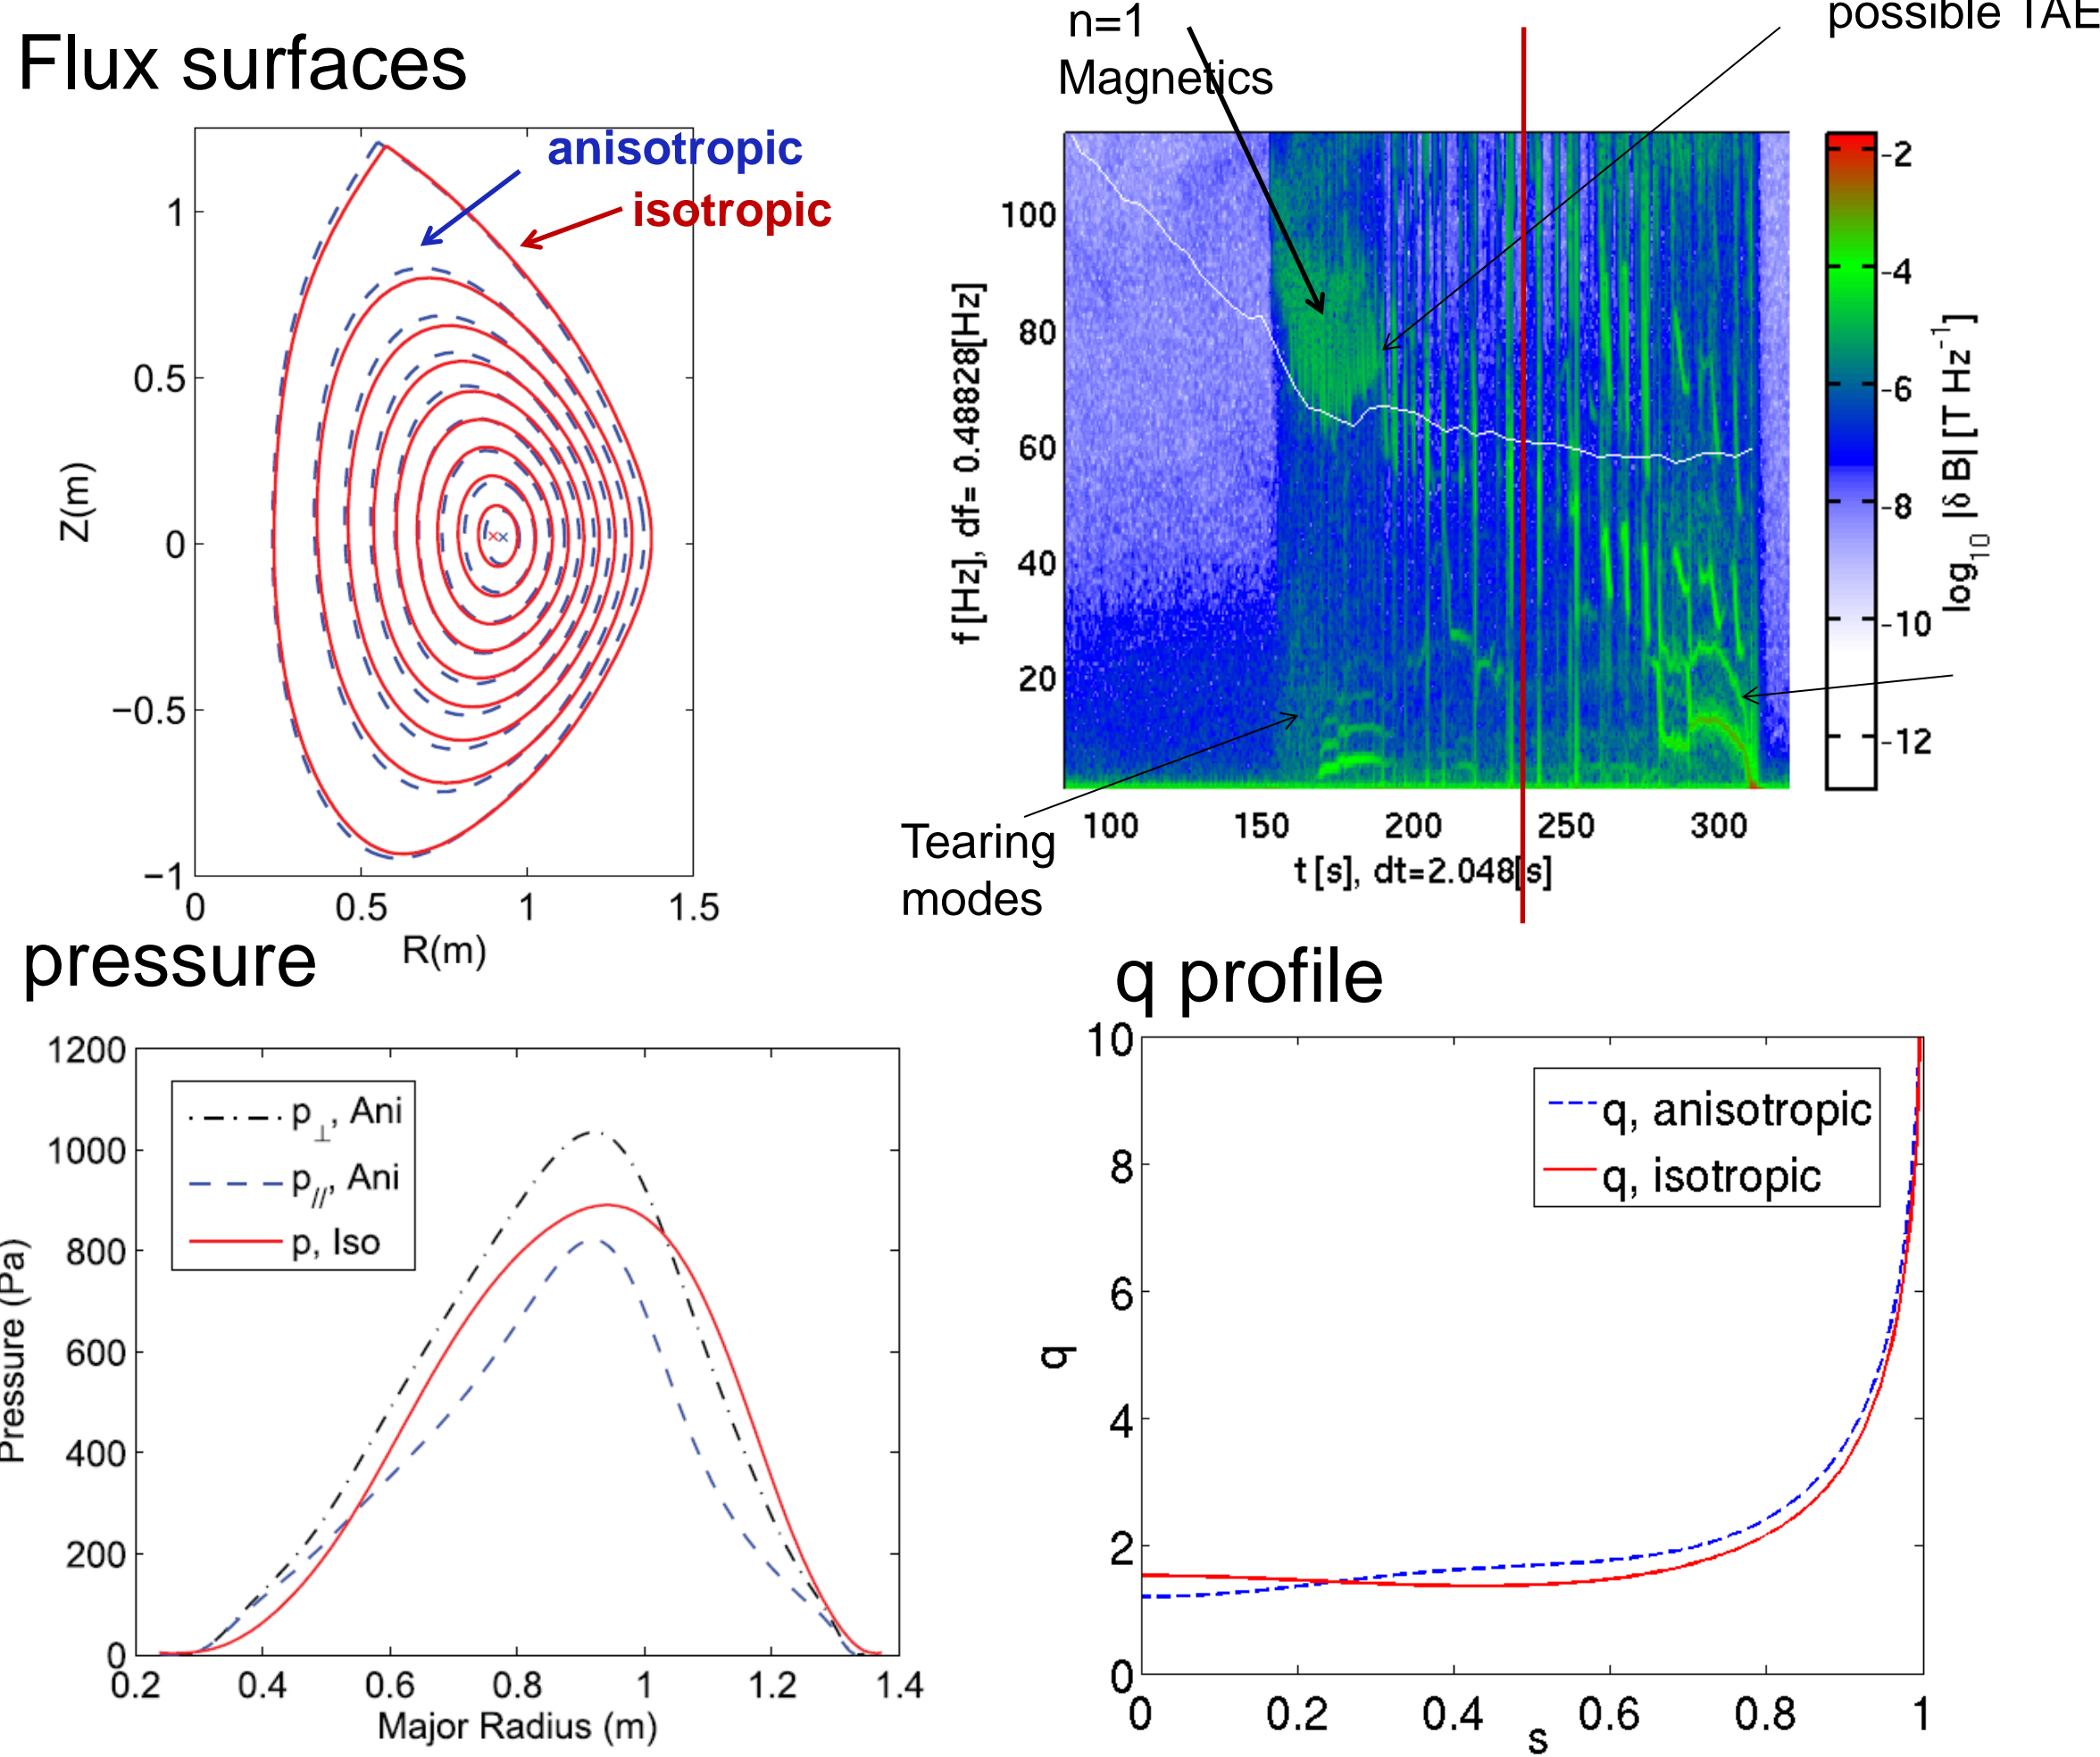 Flux surfaces
anisotropic
isotropic
1
0.5
0
−0.5
−1
Z(m)
0
0.5
1
1.5
R(m)
n=1
Magnetics
possible TAE
100
80
60
40
20
f [Hz], df= 0.48828[Hz]
-2
-4
-6
-8
-10
-12
log10 |δ B| [T Hz-1]
100
150
200
250
300
t [s], dt=2.048[s]
Tearing
modes
pressure
1200
1000
800
600
400
200
0
Pressure (Pa)
p⊥, Ani
p//, Ani
p, Iso
0.2
0.4
0.6
0.8
1
1.2
1.4
Major Radius (m)
q profile
10
8
6
4
2
0
q
q, anisotropic
q, isotropic
0
0.2
0.4
0.6
0.8
1
s